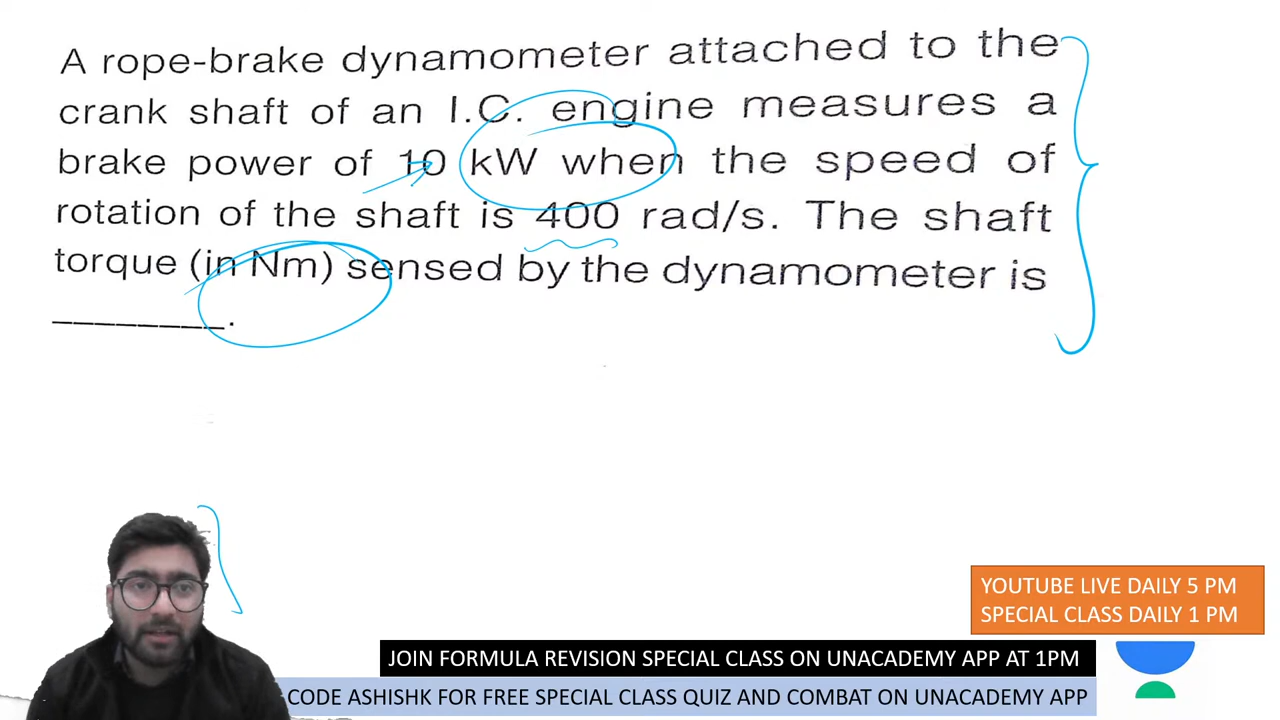 A rope-brake dynamometer attached to the
crank shaft of an I.C. engine measures a
brake power of 10 kW when the speed of
rotation of the shaft is 400 rad/s. The shaft
torque (in Nm) sensed by the dynamometer is
________.
YOUTUBE LIVE DAILY 5 PM
SPECIAL CLASS DAILY 1 PM
JOIN FORMULA REVISION SPECIAL CLASS ON UNACADEMY APP AT 1PM
CODE ASHISHK FOR FREE SPECIAL CLASS QUIZ AND COMBAT ON UNACADEMY APP